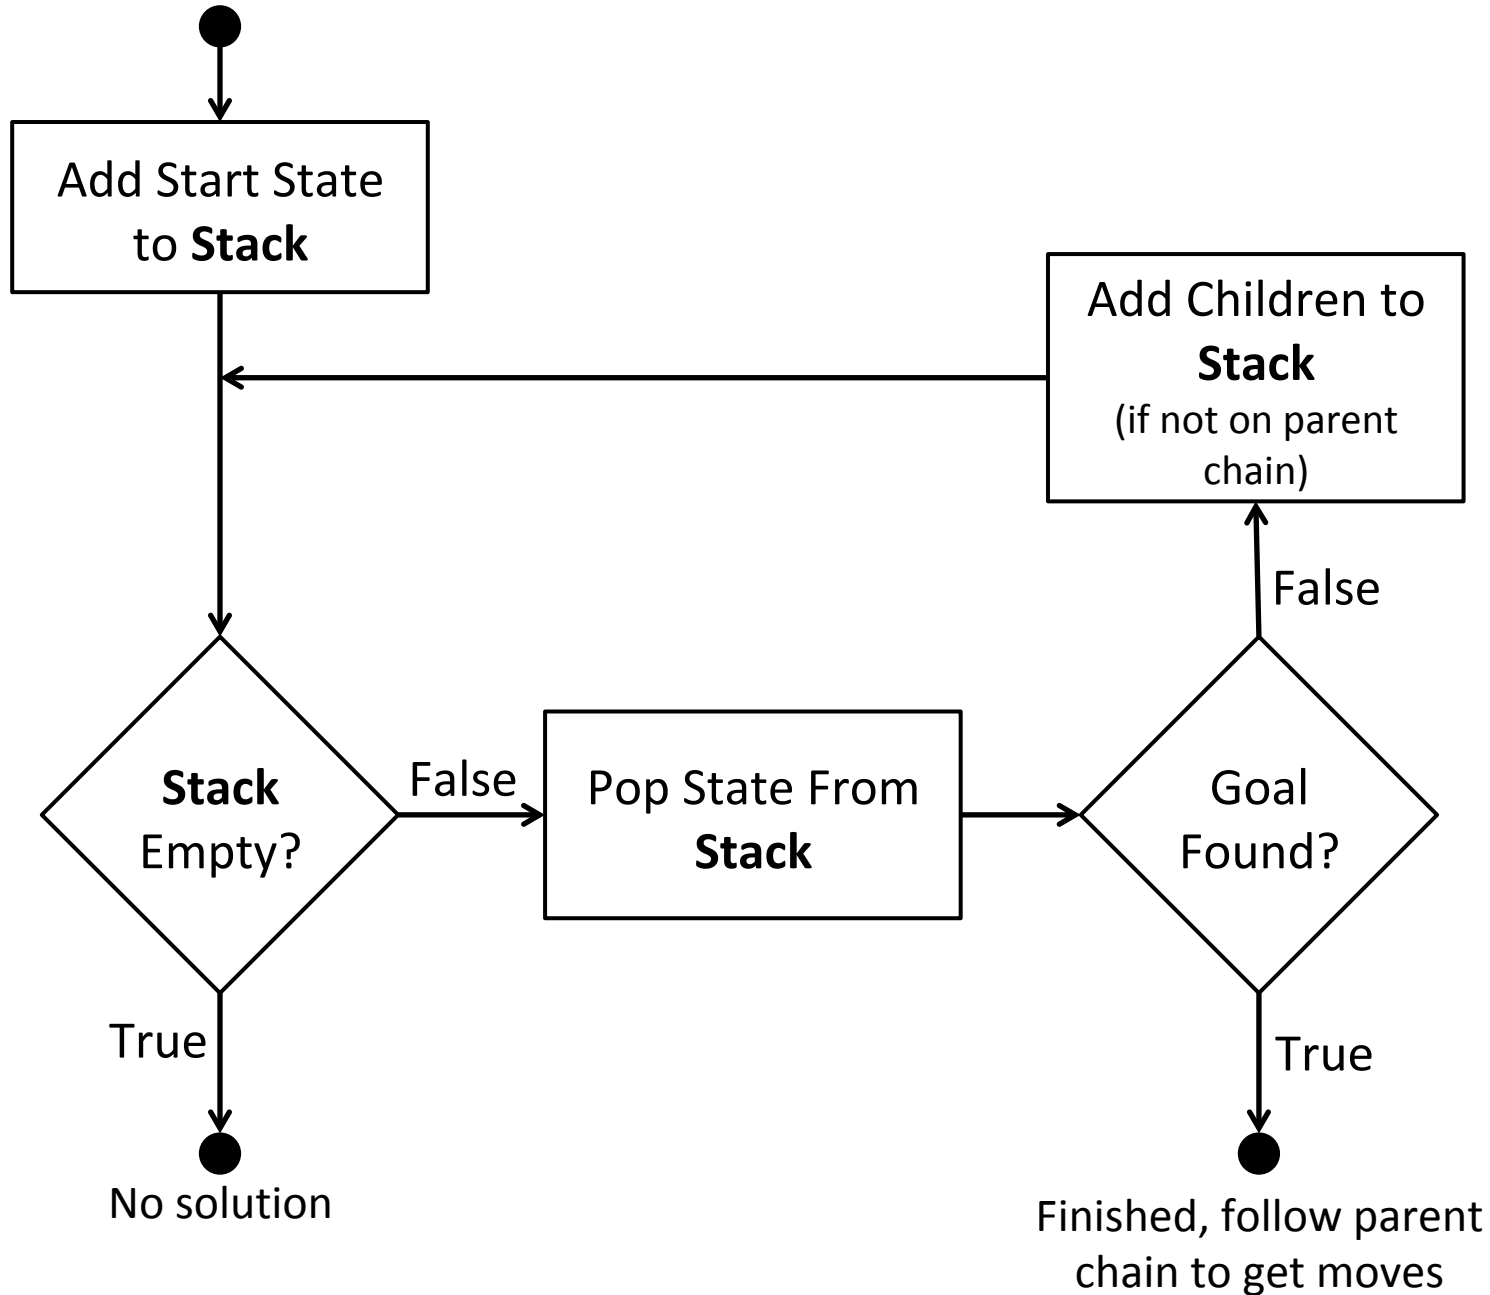 Add Start State
to Stack
Add Children to
Stack
(if not on parent
chain)
False
Stack
Empty?
False
Pop State From
Stack
Goal
Found?
True
True
No solution
Finished, follow parent
chain to get moves